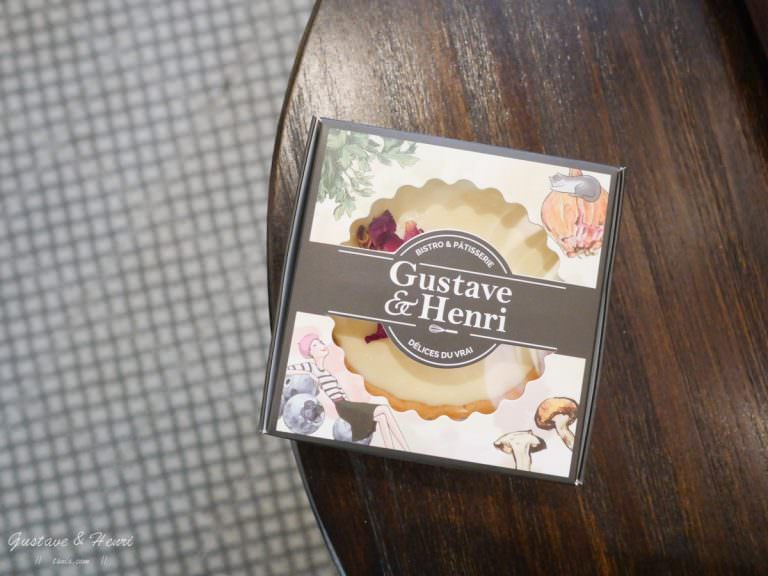 BISTRO & PÂTISSERIE
Gustave
& Henri
DÉLICES DU VRAI
Gustave & Henri